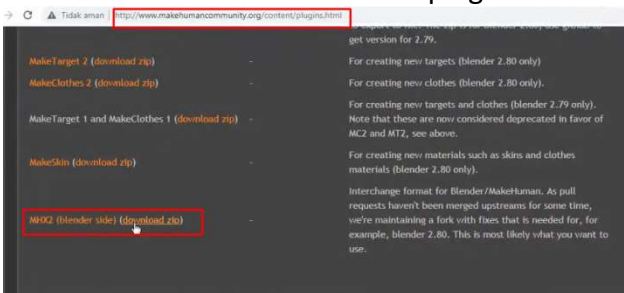 Tidak aman | http://www.makehumancommunity.org/content/plugins.html
get version for 2.79.
MakeTarget 2 (download zip) - For creating new targets (blender 2.80 only)
MakeClothes 2 (download zip) - For creating new clothes (blender 2.80 only).
For creating new targets and clothes (blender 2.79 only).
MakeTarget 1 and MakeClothes 1 (download zip) - Note that these are now considered deprecated in favor of
MC2 and MT2, see above.
MakeSkin (download zip) - For creating new materials such as skins and clothes
materials (blender 2.80 only).
Interchange format for Blender/MakeHuman. As pull
requests haven't been merged upstreams for some time,
MHX2 (blender side) (download zip) - we're maintaining a fork with fixes that is needed for, for
example, blender 2.80. This is most likely what you want to
use.